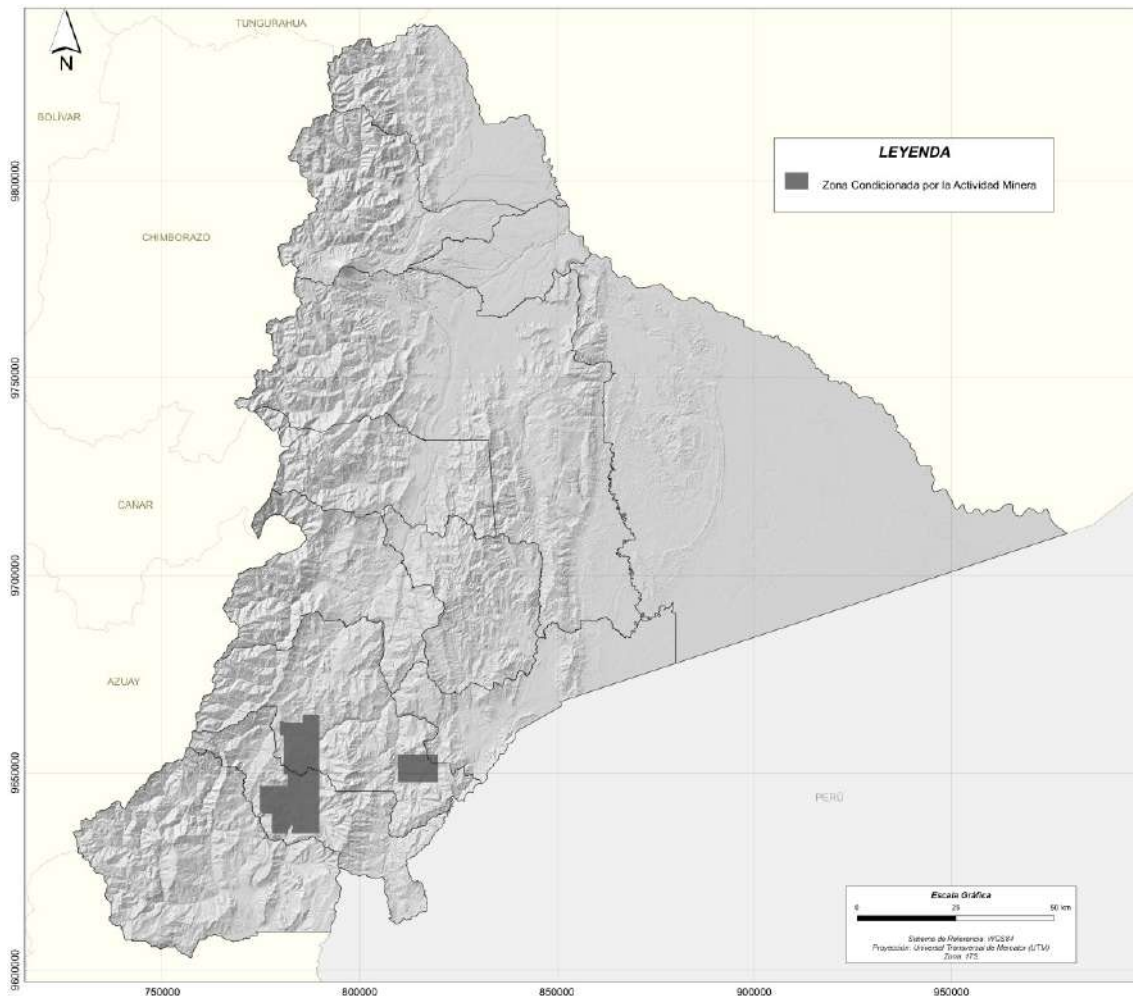 TUNGURAHUA
N
BOLÍVAR
LEYENDA
Zona Condicionada por la Actividad Minera
CHIMBORAZO
CAÑAR
AZUAY
PERÚ
9800000
9750000
9700000
9650000
9600000
Escala Gráfica
0 25 50 km
Sistema de Referencia: WGS84
Proyección: Universal Transversal de Mercator (UTM)
Zona: 17S
750000 800000 850000 900000 950000